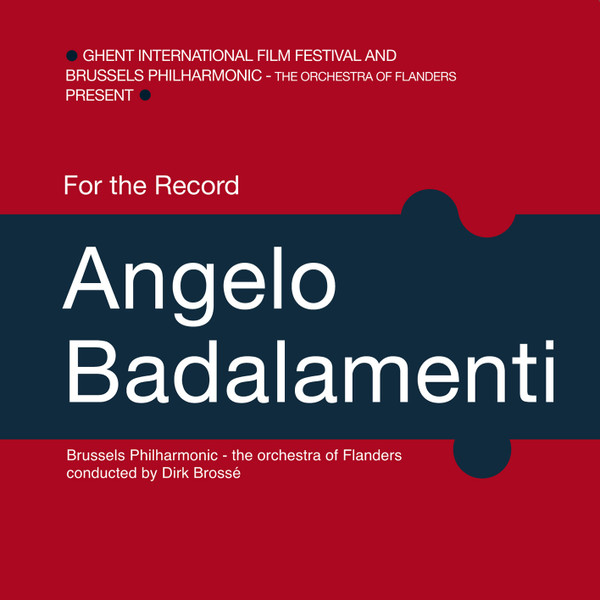 GHENT INTERNATIONAL FILM FESTIVAL AND
BRUSSELS PHILHARMONIC - THE ORCHESTRA OF FLANDERS
PRESENT
For the Record
Angelo
Badalamenti
Brussels Philharmonic - the orchestra of Flanders
conducted by Dirk Brossé